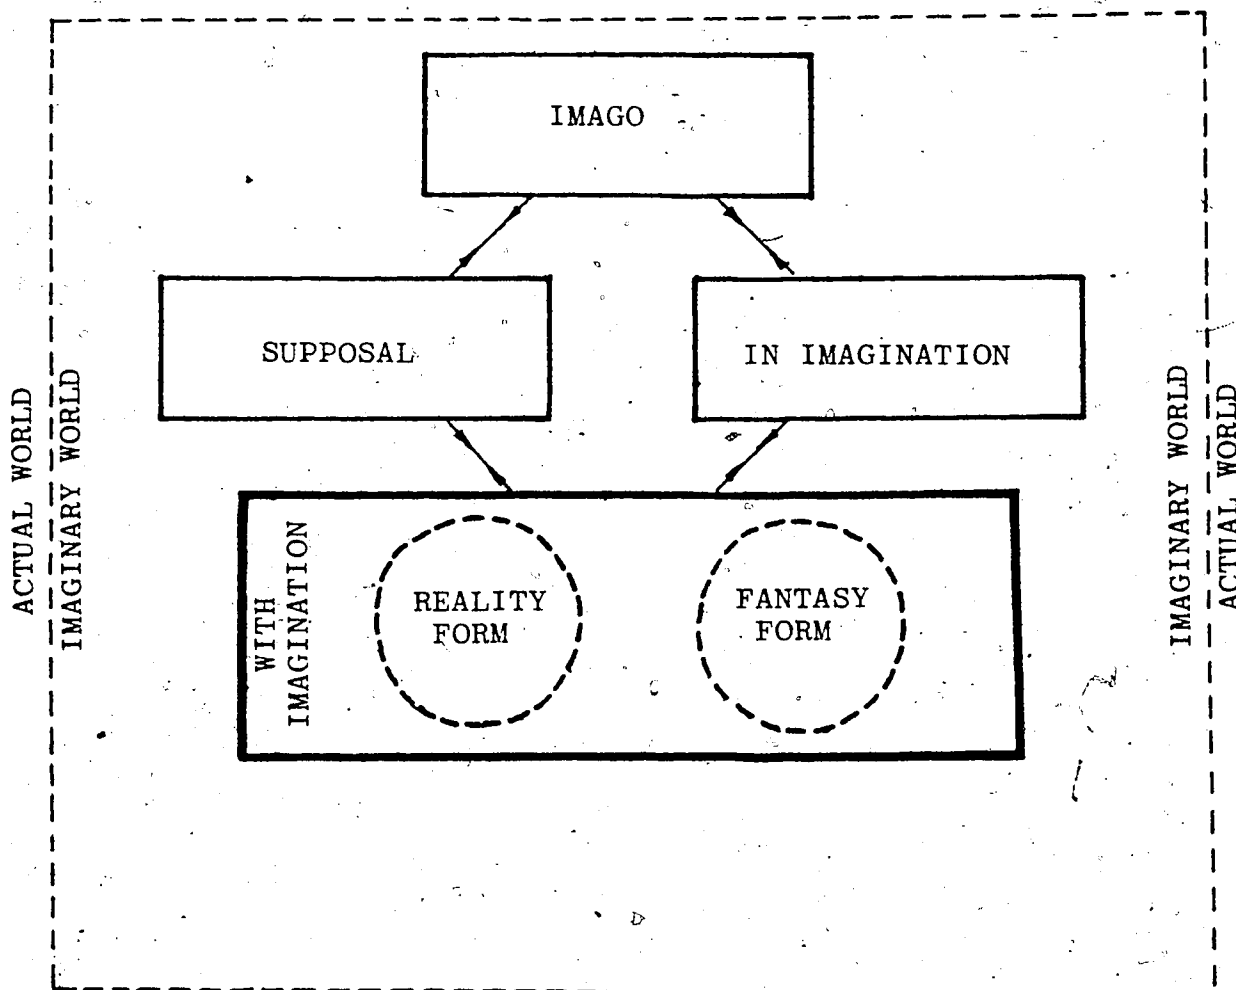 IMAGO
SUPPOSAL
IN IMAGINATION
ACTUAL WORLD
IMAGINARY WORLD
IMAGINARY WORLD
ACTUAL WORLD
WITH
IMAGINATION
REALITY
FORM
FANTASY
FORM